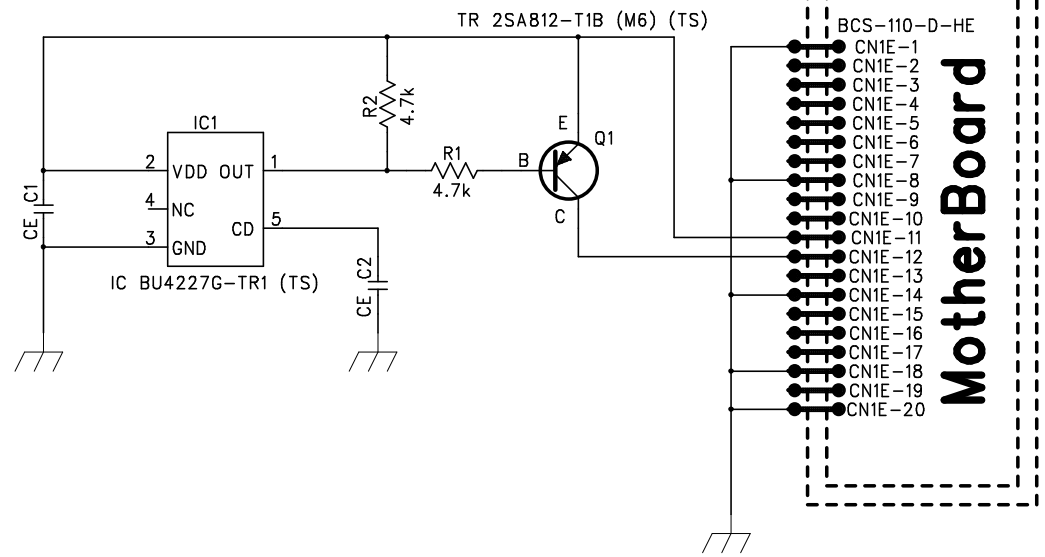 TR 2SA812-T1B (M6) (TS)
BCS-110-D-HE
CN1E-1
CN1E-2
CN1E-3
CN1E-4
CN1E-5
CN1E-6
CN1E-7
CN1E-8
CN1E-9
CN1E-10
CN1E-11
CN1E-12
CN1E-13
CN1E-14
CN1E-15
CN1E-16
CN1E-17
CN1E-18
CN1E-19
CN1E-20
MotherBoard
R2
4.7k
IC1
2
VDD
OUT
1
4
NC
CD
5
3
GND
IC BU4227G-TR1 (TS)
CE C1
CE C2
R1
4.7k
E
Q1
B
C